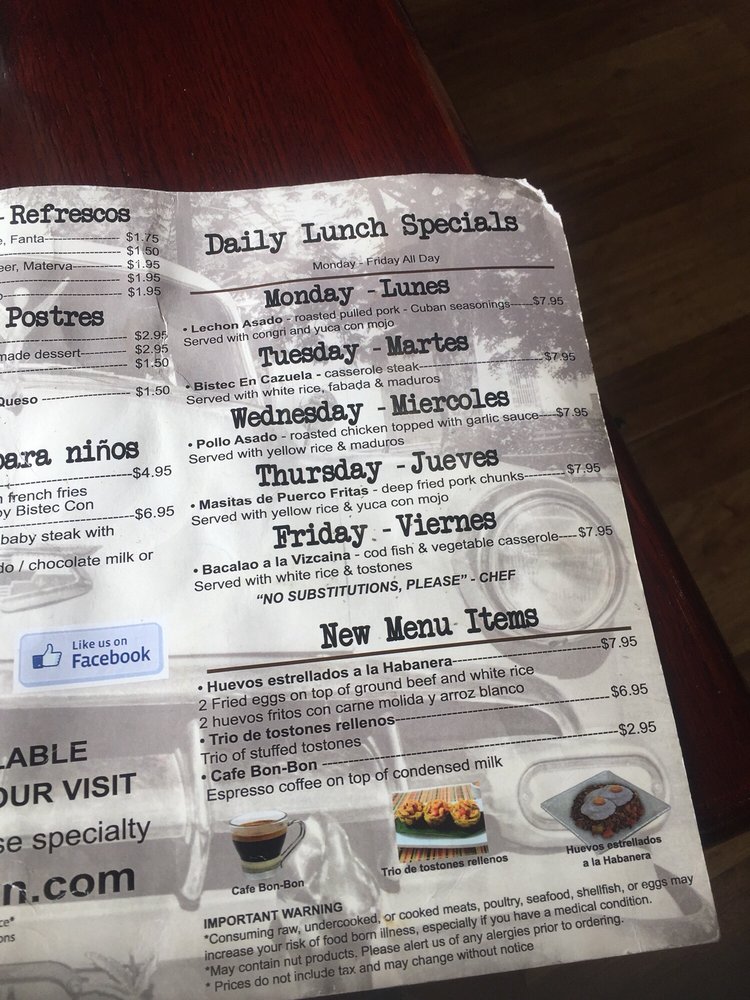 - Refrescos
, Fanta--- $1.75
--- $1.50
eer, Materva--- $1.95
--- $1.95
--- $1.95
Postres
--- $2.95
made dessert--- $2.95
--- $1.50
Queso --- $1.50
para niños
--- $4.95
french fries
by Bistec Con
--- $6.95
baby steak with
do / chocolate milk or
Like us on
Facebook
LABLE
OUR VISIT
se specialty
n.com
ce*
ons
Daily Lunch Specials
Monday - Friday All Day
Monday - Lunes
• Lechon Asado - roasted pulled pork - Cuban seasonings---$7.95
Served with congri and yuca con mojo
Tuesday - Martes
• Bistec En Cazuela - casserole steak---$7.95
Served with white rice, fabada & maduros
Wednesday - Miercoles
• Pollo Asado - roasted chicken topped with garlic sauce---$7.95
Served with yellow rice & maduros
Thursday - Jueves
• Masitas de Puerco Fritas - deep fried pork chunks---$7.95
Served with yellow rice & yuca con mojo
Friday - Viernes
• Bacalao a la Vizcaina - cod fish & vegetable casserole---$7.95
Served with white rice & tostones
"NO SUBSTITUTIONS, PLEASE" - CHEF
New Menu Items
• Huevos estrellados a la Habanera---$7.95
2 Fried eggs on top of ground beef and white rice
2 huevos fritos con carne molida y arroz blanco
• Trio de tostones rellenos---$6.95
Trio of stuffed tostones
• Cafe Bon-Bon ---$2.95
Espresso coffee on top of condensed milk
Cafe Bon-Bon
Trio de tostones rellenos
Huevos estrellados
a la Habanera
IMPORTANT WARNING
*Consuming raw, undercooked, or cooked meats, poultry, seafood, shellfish, or eggs may
increase your risk of food born illness, especially if you have a medical condition.
*May contain nut products. Please alert us of any allergies prior to ordering.
* Prices do not include tax and may change without notice